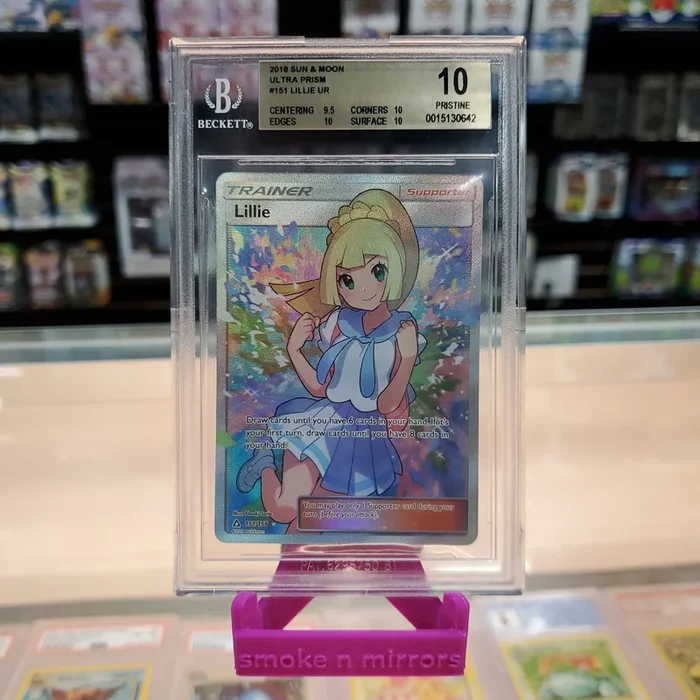 2018 SUN & MOON
ULTRA PRISM
#151 LILLIE UR
CENTERING 9.5 CORNERS 10
EDGES 10 SURFACE 10
10
PRISTINE
0015130642
B
BECKETT®
TRAINER Supporter
Lillie
Draw cards until you have 6 cards in your hand. If it's
your first turn, draw cards until you have 8 cards in
your hand.
You may play only 1 Supporter card during your
turn (before your attack).
151/156
smoke n mirrors